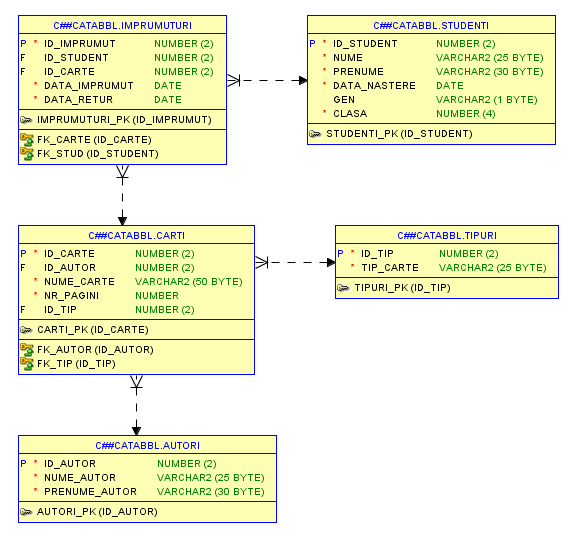 C##CATABBL.IMPRUMUTURI
P * ID_IMPRUMUT NUMBER (2)
F ID_STUDENT NUMBER (2)
F ID_CARTE NUMBER (2)
* DATA_IMPRUMUT DATE
* DATA_RETUR DATE
IMPRUMUTURI_PK (ID_IMPRUMUT)
FK_CARTE (ID_CARTE)
FK_STUD (ID_STUDENT)
C##CATABBL.STUDENTI
P * ID_STUDENT NUMBER (2)
* NUME VARCHAR2 (25 BYTE)
* PRENUME VARCHAR2 (30 BYTE)
* DATA_NASTERE DATE
GEN VARCHAR2 (1 BYTE)
* CLASA NUMBER (4)
STUDENTI_PK (ID_STUDENT)
C##CATABBL.CARTI
P * ID_CARTE NUMBER (2)
F ID_AUTOR NUMBER (2)
* NUME_CARTE VARCHAR2 (50 BYTE)
* NR_PAGINI NUMBER
F ID_TIP NUMBER (2)
CARTI_PK (ID_CARTE)
FK_AUTOR (ID_AUTOR)
FK_TIP (ID_TIP)
C##CATABBL.TIPURI
P * ID_TIP NUMBER (2)
* TIP_CARTE VARCHAR2 (25 BYTE)
TIPURI_PK (ID_TIP)
C##CATABBL.AUTORI
P * ID_AUTOR NUMBER (2)
* NUME_AUTOR VARCHAR2 (25 BYTE)
* PRENUME_AUTOR VARCHAR2 (30 BYTE)
AUTORI_PK (ID_AUTOR)